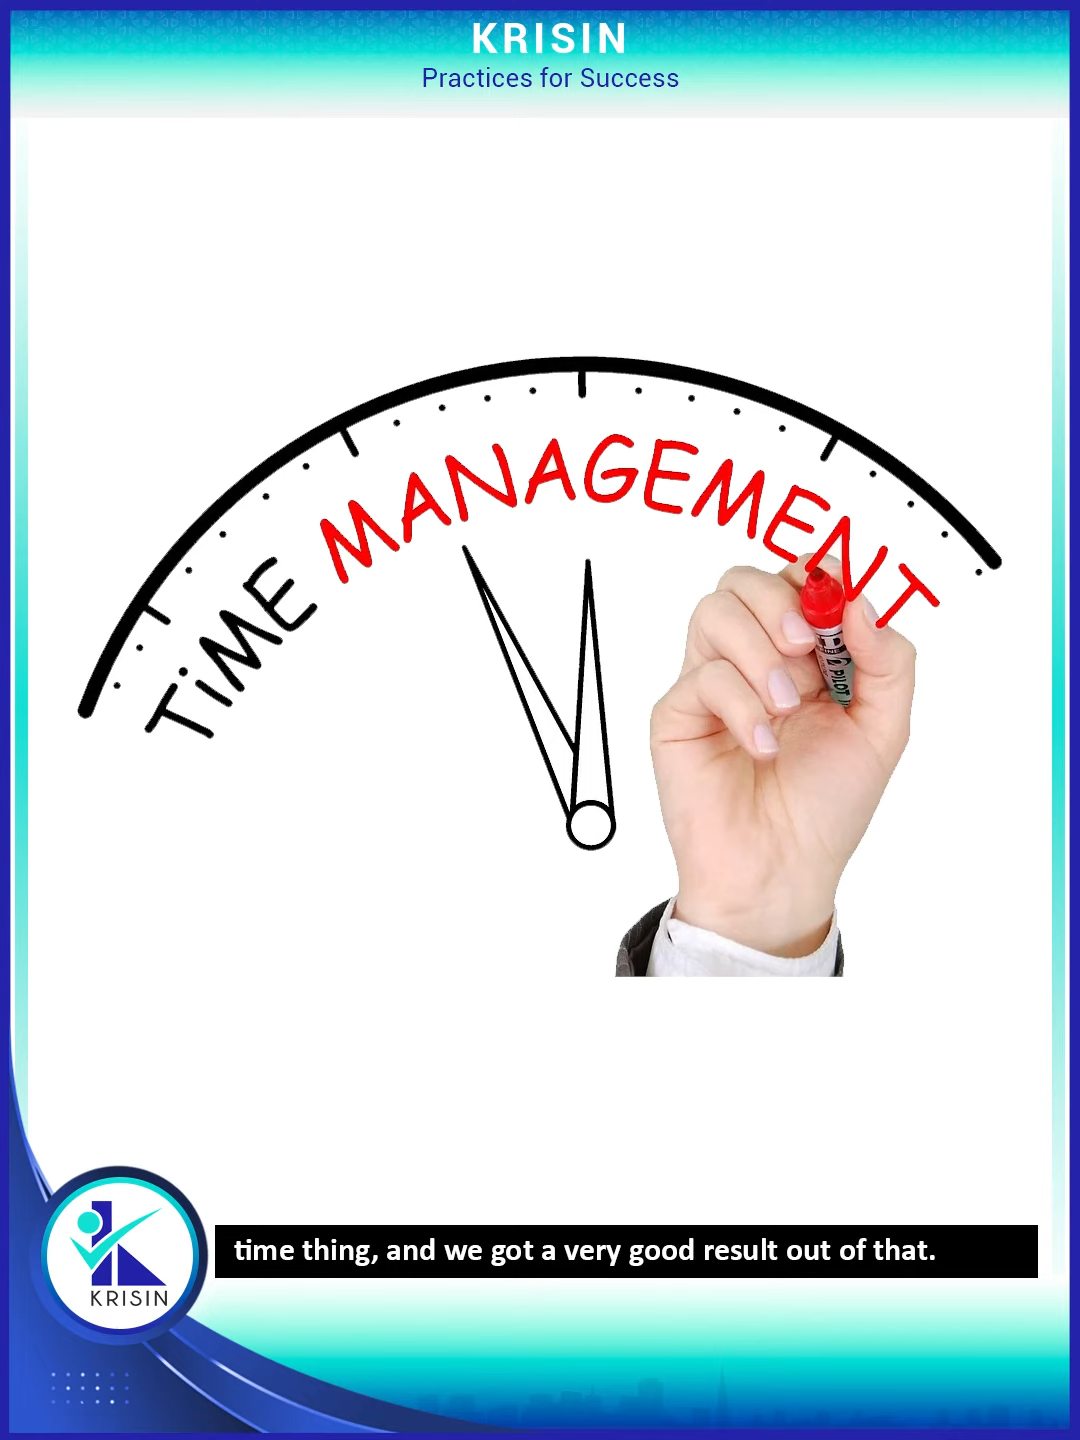 KRISIN
Practices for Success
TiME MANAGEMENT
PILOT
KRISIN
time thing, and we got a very good result out of that.